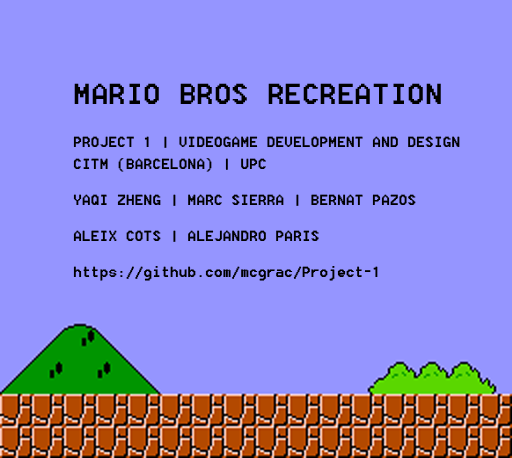 MARIO BROS RECREATION
PROJECT 1 | VIDEOGAME DEVELOPMENT AND DESIGN
CITM (BARCELONA) | UPC
YAQI ZHENG | MARC SIERRA | BERNAT PAZOS
ALEIX COTS | ALEJANDRO PARIS
https://github.com/mcgrac/Project-1